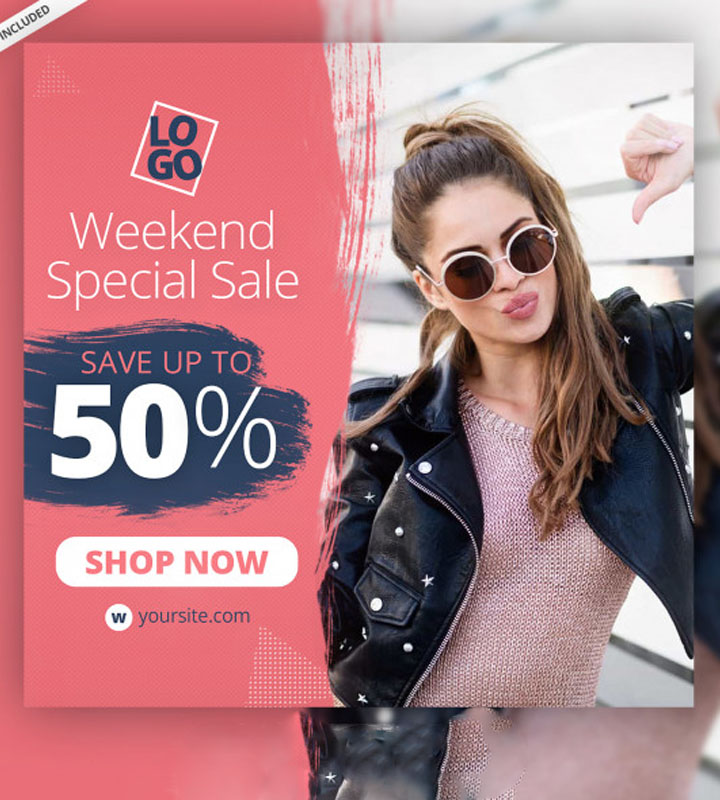 INCLUDED
LO
GO
Weekend
Special Sale
SAVE UP TO
50%
SHOP NOW
w yoursite.com